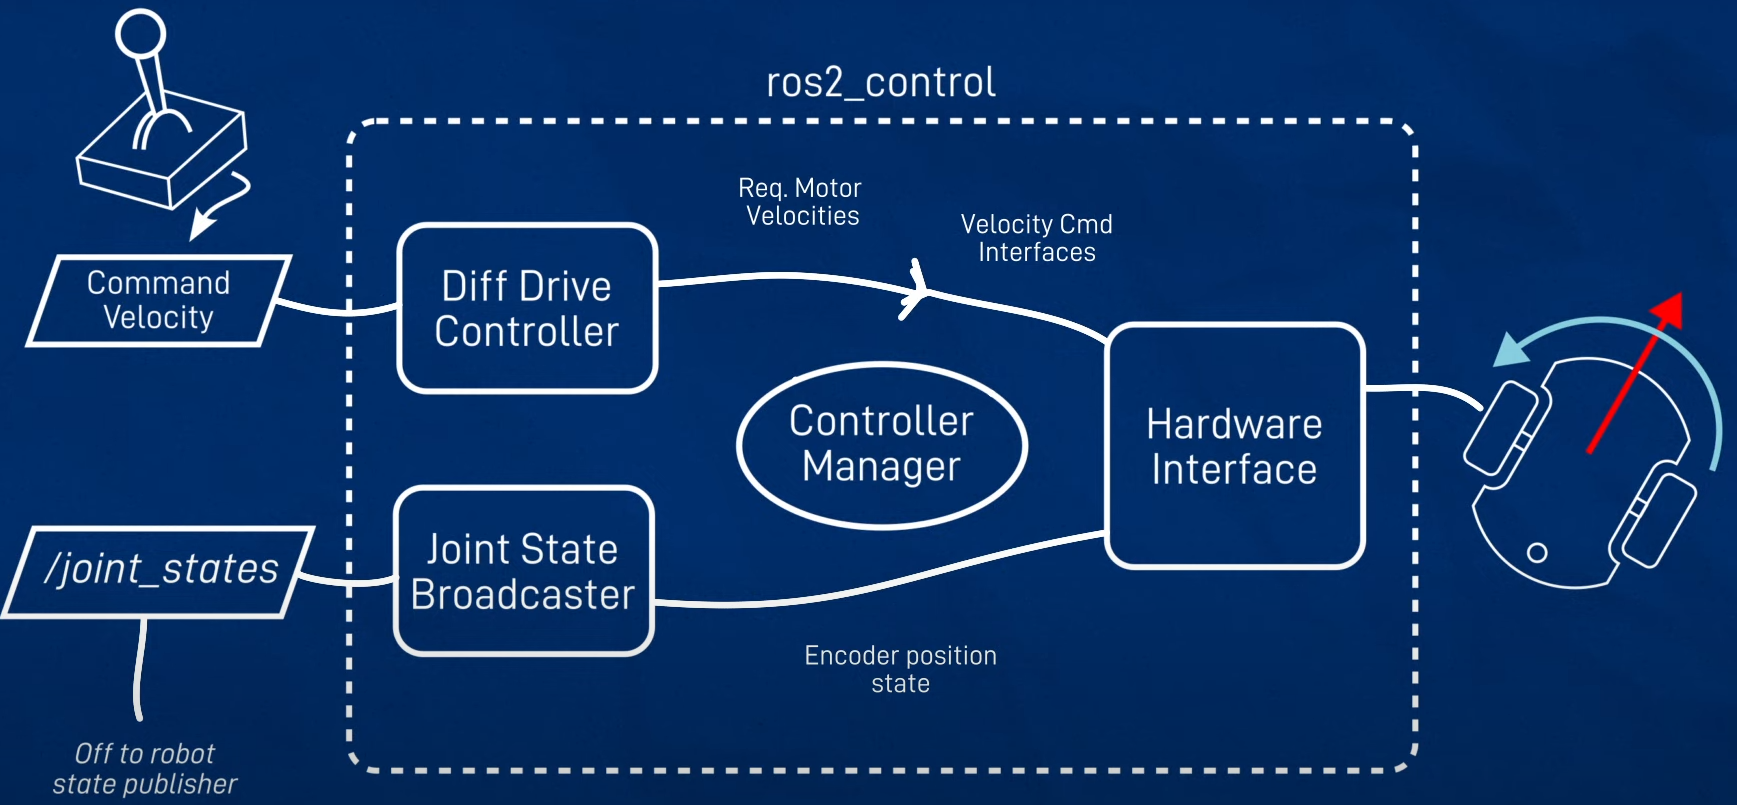 ros2_control
Req. Motor
Velocities
Velocity Cmd
Interfaces
Command
Velocity
Diff Drive
Controller
Controller
Manager
Hardware
Interface
/joint_states
Joint State
Broadcaster
Encoder position
state
Off to robot
state publisher